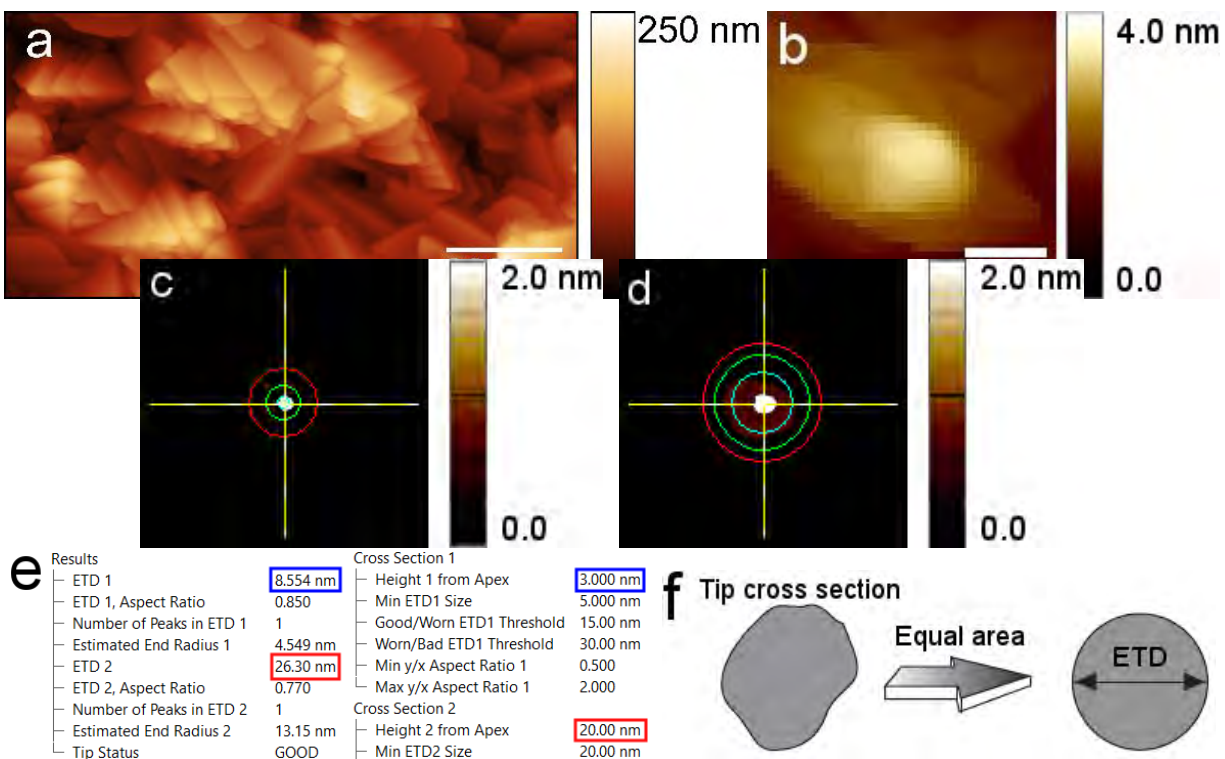 a
250 nm
b
4.0 nm
0.0
c
2.0 nm
0.0
d
2.0 nm
0.0
e
Results
ETD 1 8.554 nm
ETD 1, Aspect Ratio 0.850
Number of Peaks in ETD 1 1
Estimated End Radius 1 4.549 nm
ETD 2 26.30 nm
ETD 2, Aspect Ratio 0.770
Number of Peaks in ETD 2 1
Estimated End Radius 2 13.15 nm
Tip Status GOOD
Cross Section 1
Height 1 from Apex 3.000 nm
Min ETD1 Size 5.000 nm
Good/Worn ETD1 Threshold 15.00 nm
Worn/Bad ETD1 Threshold 30.00 nm
Min y/x Aspect Ratio 1 0.500
Max y/x Aspect Ratio 1 2.000
Cross Section 2
Height 2 from Apex 20.00 nm
Min ETD2 Size 20.00 nm
f
Tip cross section
Equal area
ETD